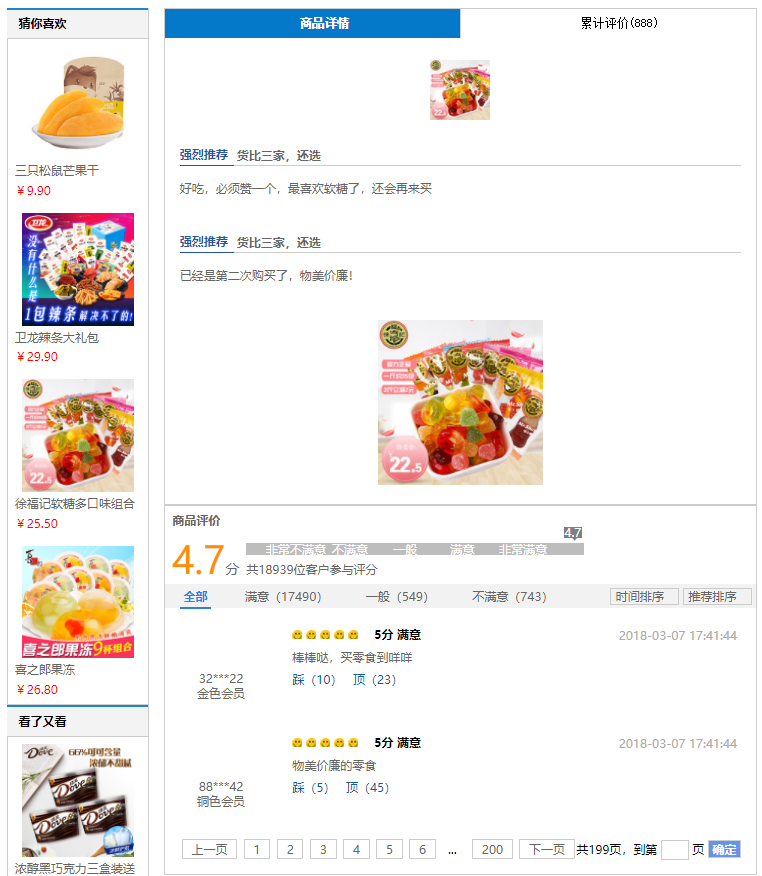 猜你喜欢
三只松鼠芒果干
￥9.90
卫龙
没有什么是
1包辣条解决不了的!
卫龙辣条大礼包
￥29.90
22.5
徐福记软糖多口味组合
￥25.50
喜之郎果冻9杯组合
喜之郎果冻
￥26.80
看了又看
Dove
66%可可含量
浓郁不甜腻
浓醇黑巧克力三盒装送
商品详情
累计评价(888)
强烈推荐 货比三家，还选
好吃，必须赞一个，最喜欢软糖了，还会再来买
强烈推荐 货比三家，还选
已经是第二次购买了，物美价廉！
22.5
商品评价
4.7
4.7分
非常不满意 不满意 一般 满意 非常满意
共18939位客户参与评分
全部 满意（17490） 一般（549） 不满意（743） 时间排序 推荐排序
5分 满意 2018-03-07 17:41:44
棒棒哒，买零食到咩咩
踩（10） 顶（23）
32***22
金色会员
5分 满意 2018-03-07 17:41:44
物美价廉的零食
踩（5） 顶（45）
88***42
铜色会员
上一页 1 2 3 4 5 6 ... 200 下一页 共199页，到第 页 确定